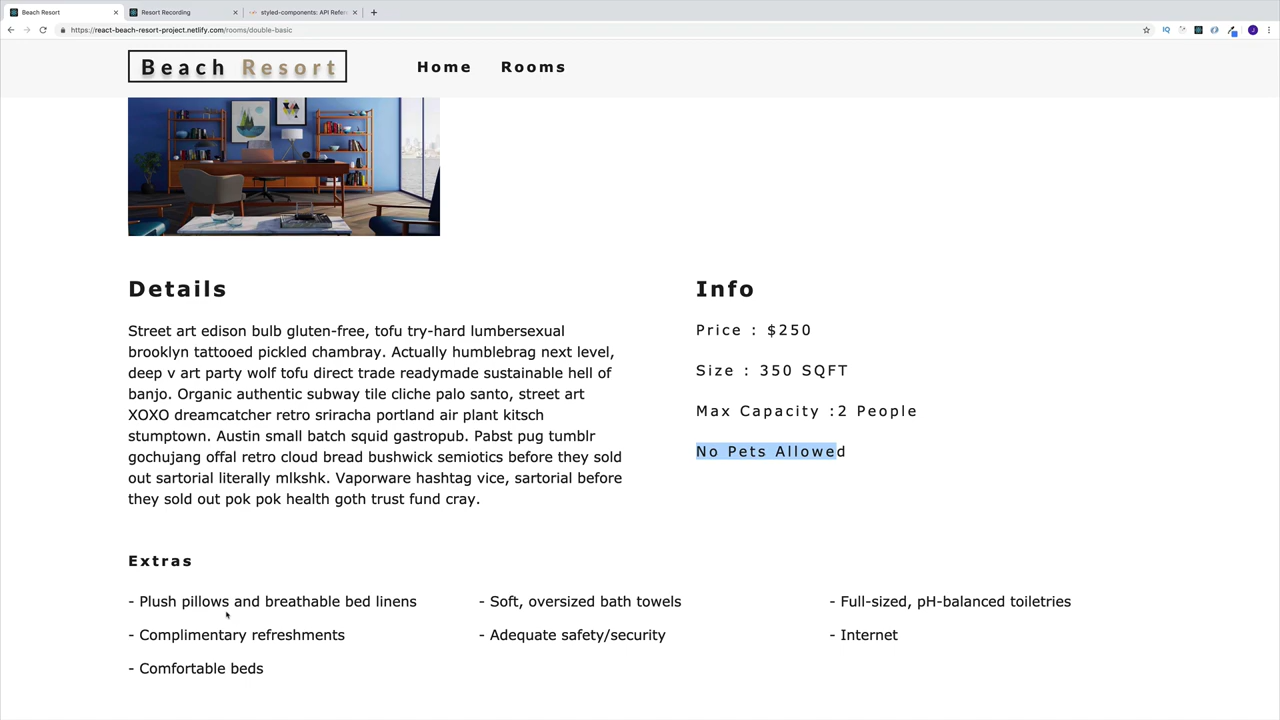 Beach Resort
Resort Recording
styled-components: API Refer
https://react-beach-resort-project.netlify.com/rooms/double-basic
IQ
J
Beach Resort
Home
Rooms
Details
Street art edison bulb gluten-free, tofu try-hard lumbersexual
brooklyn tattooed pickled chambray. Actually humblebrag next level,
deep v art party wolf tofu direct trade readymade sustainable hell of
banjo. Organic authentic subway tile cliche palo santo, street art
XOXO dreamcatcher retro sriracha portland air plant kitsch
stumptown. Austin small batch squid gastropub. Pabst pug tumblr
gochujang offal retro cloud bread bushwick semiotics before they sold
out sartorial literally mlkshk. Vaporware hashtag vice, sartorial before
they sold out pok pok health goth trust fund cray.
Info
Price : $250
Size : 350 SQFT
Max Capacity :2 People
No Pets Allowed
Extras
- Plush pillows and breathable bed linens
- Soft, oversized bath towels
- Full-sized, pH-balanced toiletries
- Complimentary refreshments
- Adequate safety/security
- Internet
- Comfortable beds